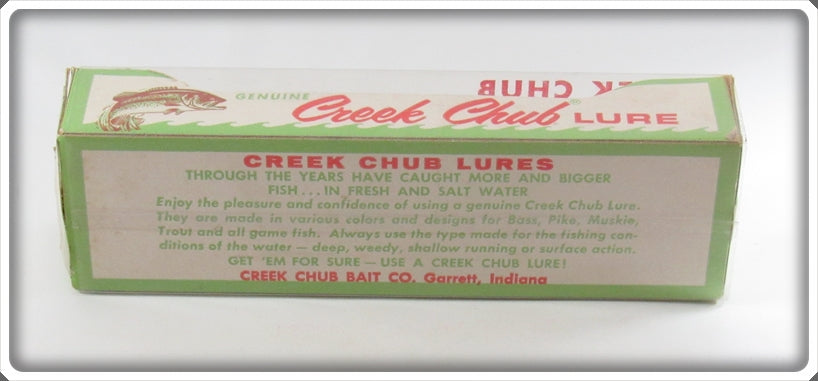 EK CHUB
GENUINE Creek Chub® LURE
CREEK CHUB LURES
THROUGH THE YEARS HAVE CAUGHT MORE AND BIGGER
FISH... IN FRESH AND SALT WATER
Enjoy the pleasure and confidence of using a genuine Creek Chub Lure.
They are made in various colors and designs for Bass, Pike, Muskie,
Trout and all game fish. Always use the type made for the fishing con-
ditions of the water — deep, weedy, shallow running or surface action.
GET 'EM FOR SURE — USE A CREEK CHUB LURE!
CREEK CHUB BAIT CO. Garrett, Indiana